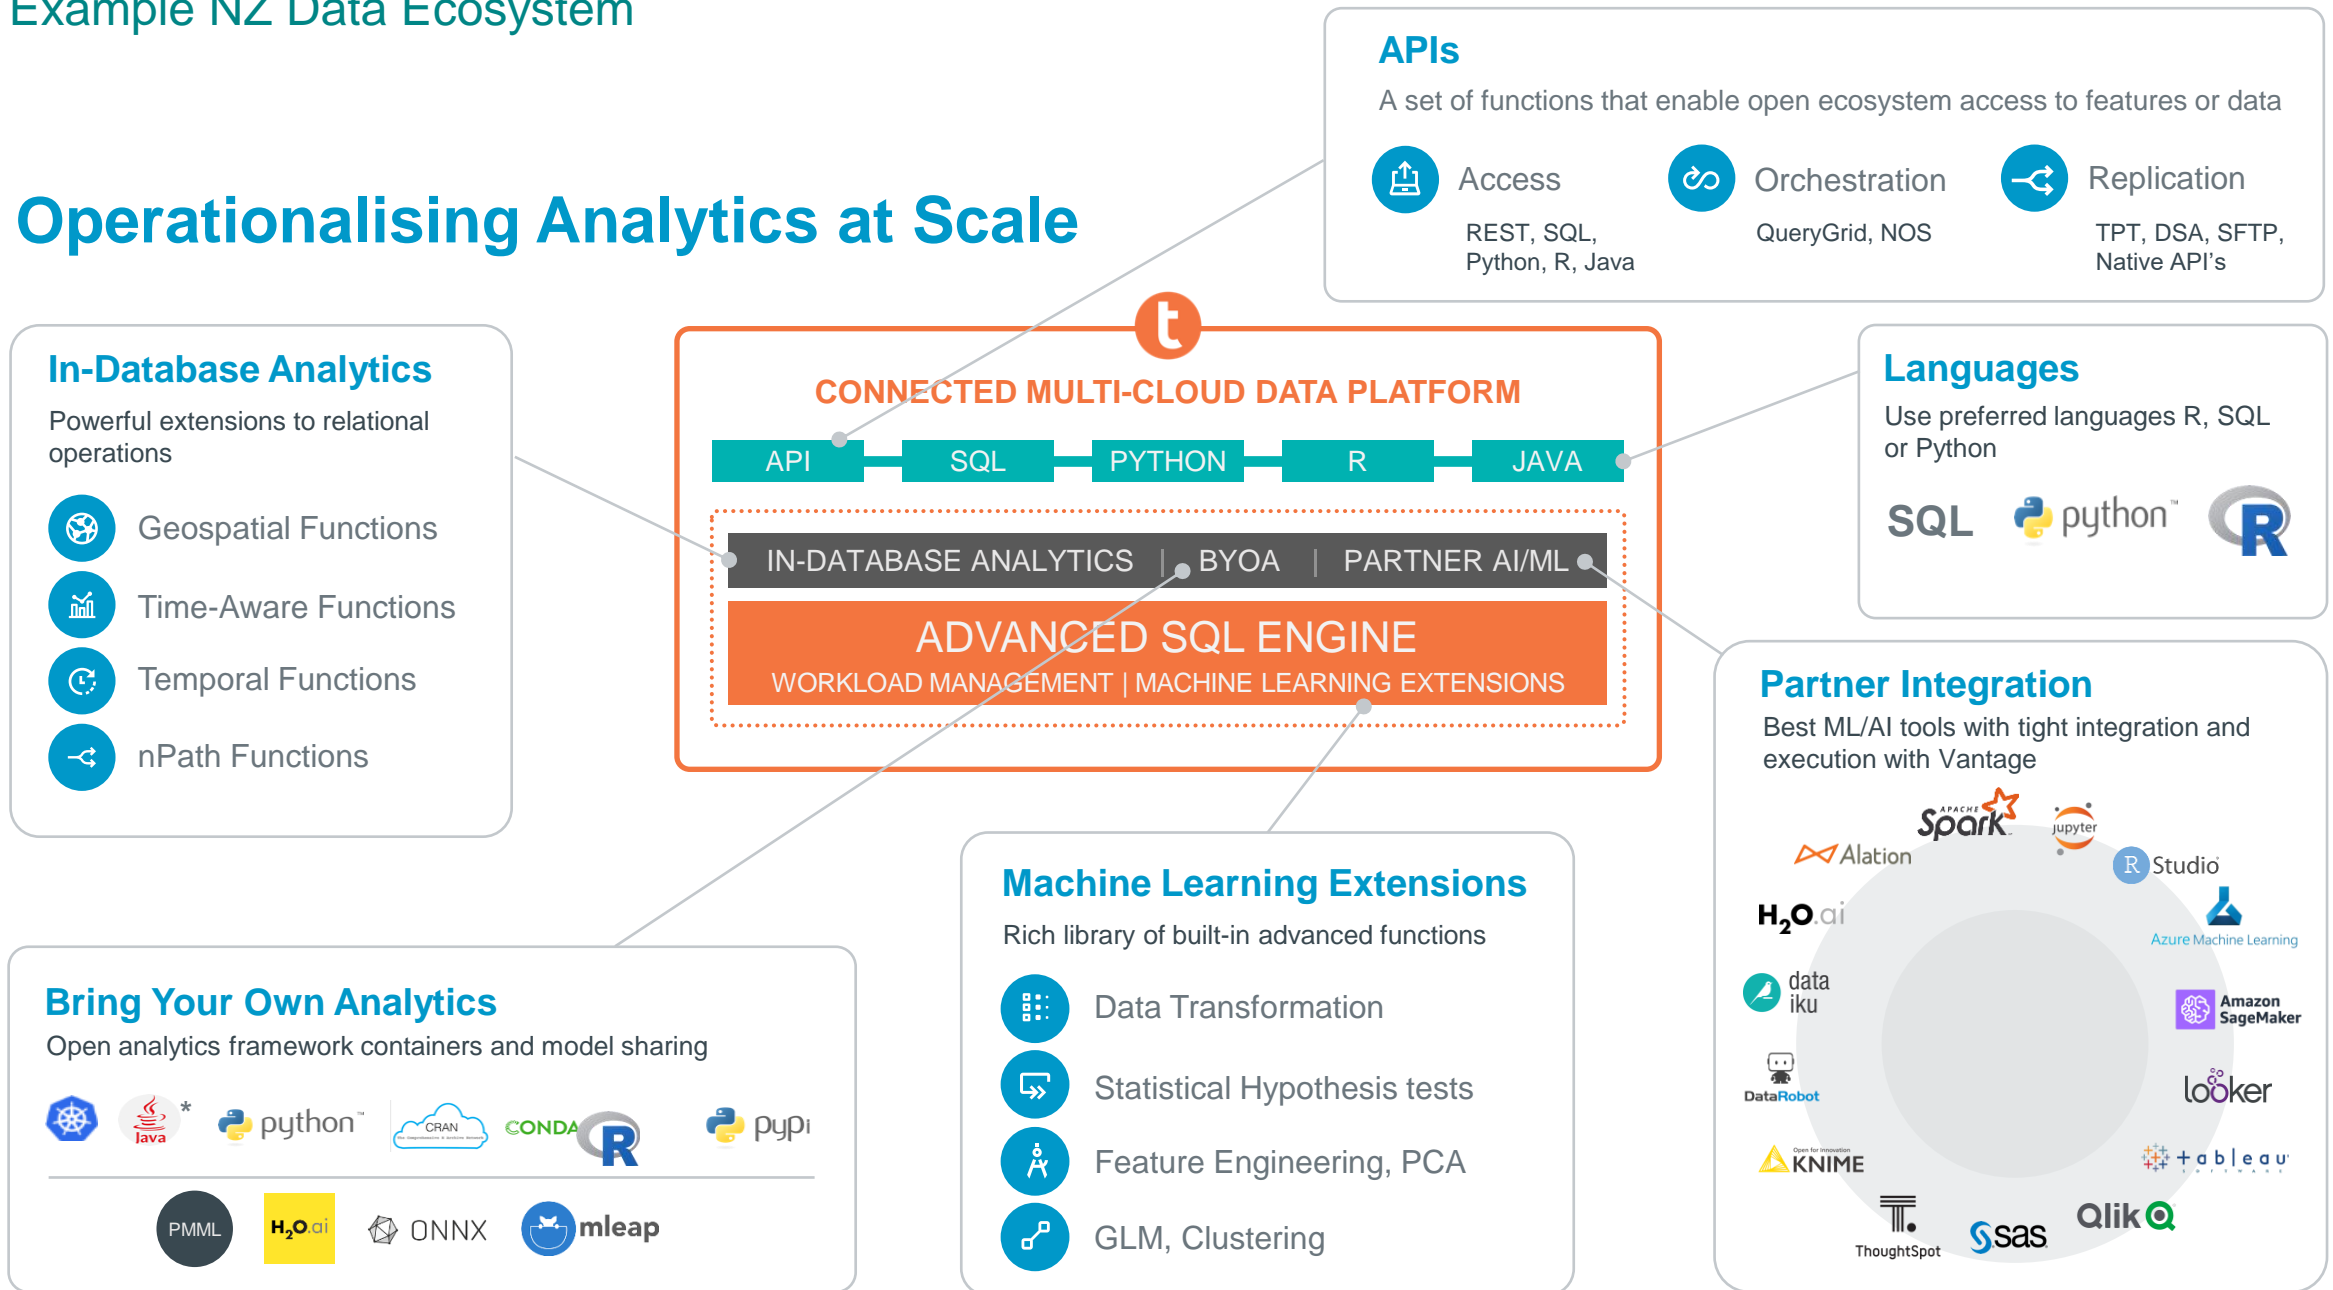 Example NZ Data Ecosystem
Operationalising Analytics at Scale
APIs
A set of functions that enable open ecosystem access to features or data
Access
REST, SQL,
Python, R, Java
Orchestration
QueryGrid, NOS
Replication
TPT, DSA, SFTP,
Native API's
In-Database Analytics
Powerful extensions to relational
operations
Geospatial Functions
Time-Aware Functions
Temporal Functions
nPath Functions
t
CONNECTED MULTI-CLOUD DATA PLATFORM
API SQL PYTHON R JAVA
IN-DATABASE ANALYTICS | BYOA | PARTNER AI/ML
ADVANCED SQL ENGINE
WORKLOAD MANAGEMENT | MACHINE LEARNING EXTENSIONS
Languages
Use preferred languages R, SQL
or Python
SQL python™ R
Partner Integration
Best ML/AI tools with tight integration and
execution with Vantage
APACHE
Spark
jupyter
Alation
R Studio
H2O.ai
Azure Machine Learning
data
iku
Amazon
SageMaker
DataRobot
looker
Open for Innovation
KNIME
+ableau
SOFTWARE
T.
ThoughtSpot
sas
Qlik
Bring Your Own Analytics
Open analytics framework containers and model sharing
Java
*
python™
CRAN
CONDA
R
pypi
PMML
H2O.ai
ONNX
mleap
Machine Learning Extensions
Rich library of built-in advanced functions
Data Transformation
Statistical Hypothesis tests
Feature Engineering, PCA
GLM, Clustering